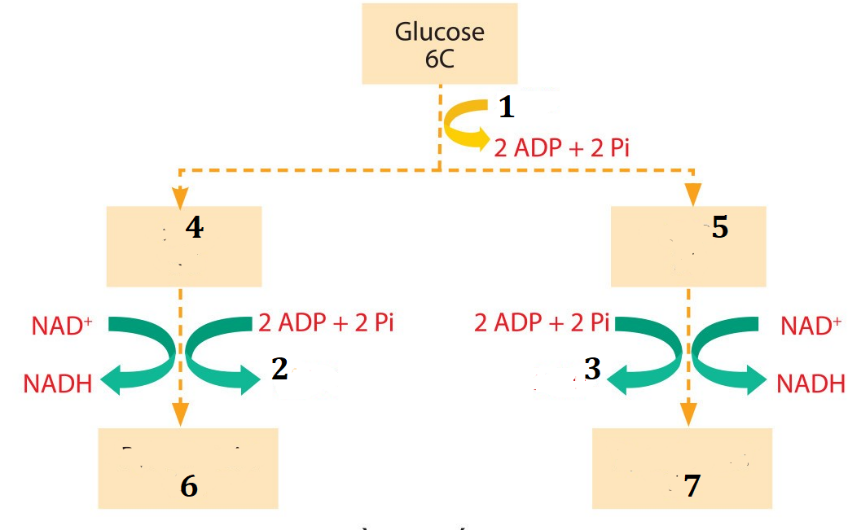 Glucose
6C
1
2 ADP + 2 Pi
4
5
NAD⁺
2 ADP + 2 Pi
2 ADP + 2 Pi
NAD⁺
NADH
2
3
NADH
6
7